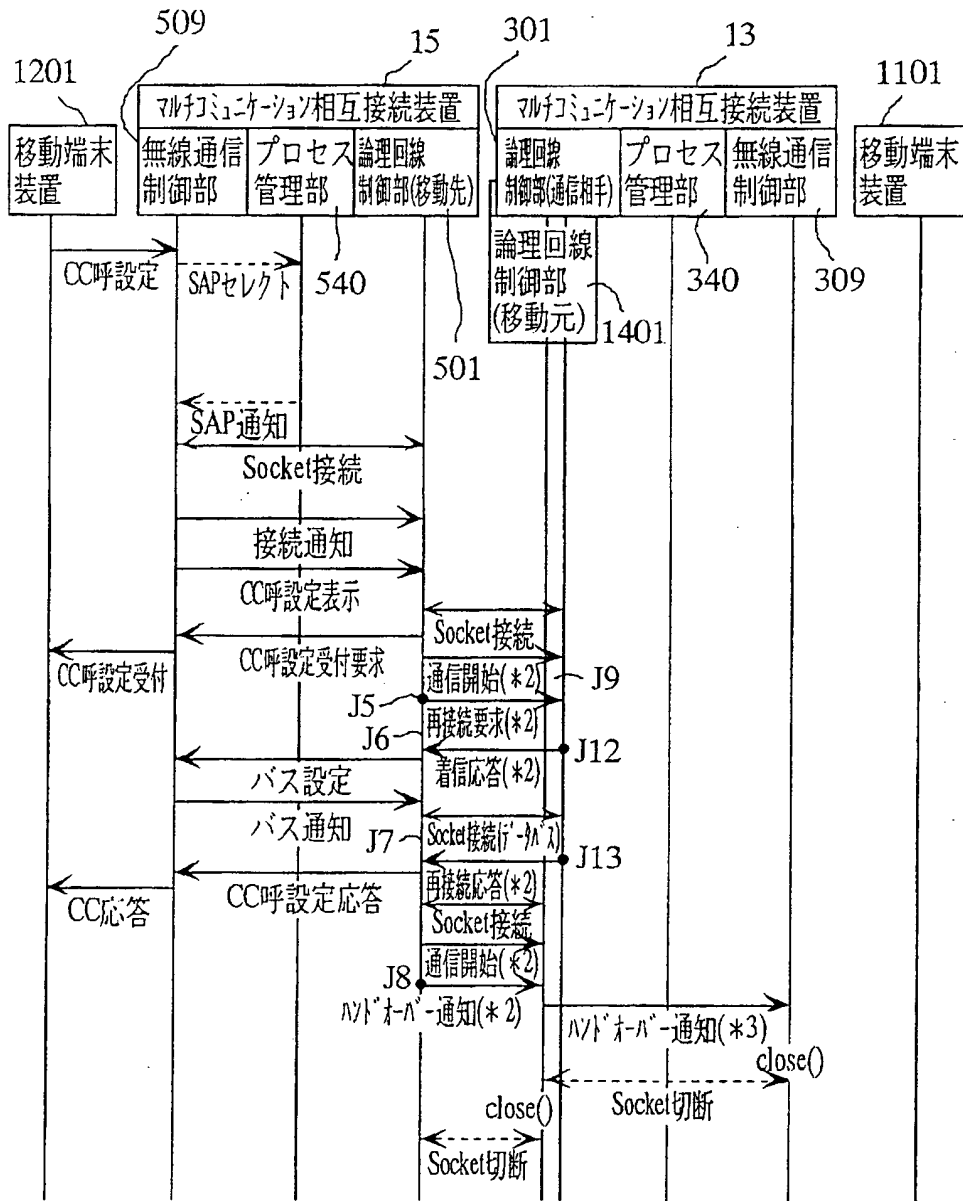 509
15
301
13
1201
1101
マルチコミュニケーション相互接続装置
マルチコミュニケーション相互接続装置
移動端末
装置
無線通信
制御部
プロセス
管理部
論理回線
制御部(移動先)
論理回線
制御部(通信相手)
プロセス
管理部
無線通信
制御部
移動端末
装置
論理回線
制御部
(移動元)
CC呼設定
SAPセレクト
540
501
1401
340
309
SAP通知
Socket接続
接続通知
CC呼設定表示
Socket接続
CC呼設定受付
CC呼設定受付要求
通信開始(*2)
J9
J5
再接続要求(*2)
J6
J12
バス設定
着信応答(*2)
バス通知
J7
Socket接続(データバス)
J13
CC応答
CC呼設定応答
再接続応答(*2)
Socket接続
通信開始(*2)
J8
ハンドオーバー通知(*2)
ハンドオーバー通知(*3)
close()
Socket切断
close()
Socket切断